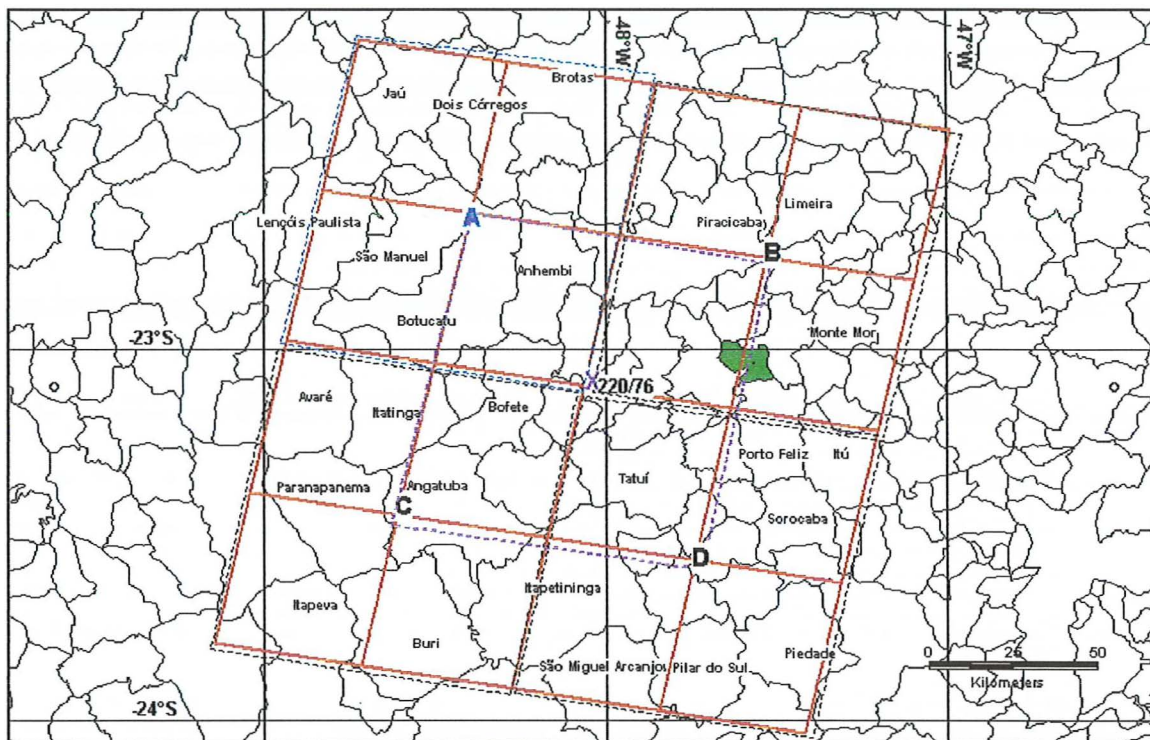 48°W
47°W
Brotas
Jaú
Dois Córregos
Limeira
A
Piracicaba
Lençóis Paulista
B
São Manuel
Anhembi
Botucatu
Monte Mor
-23°S
X
220/76
Avaré
Itatinga
Bofete
Porto Feliz
Itú
Tatuí
Paranapanema
Angatuba
C
Sorocaba
D
Itapetininga
Itapeva
Buri
São Miguel Arcanjo
Pilar do Sul
Piedade
0 25 50
Kilometers
-24°S